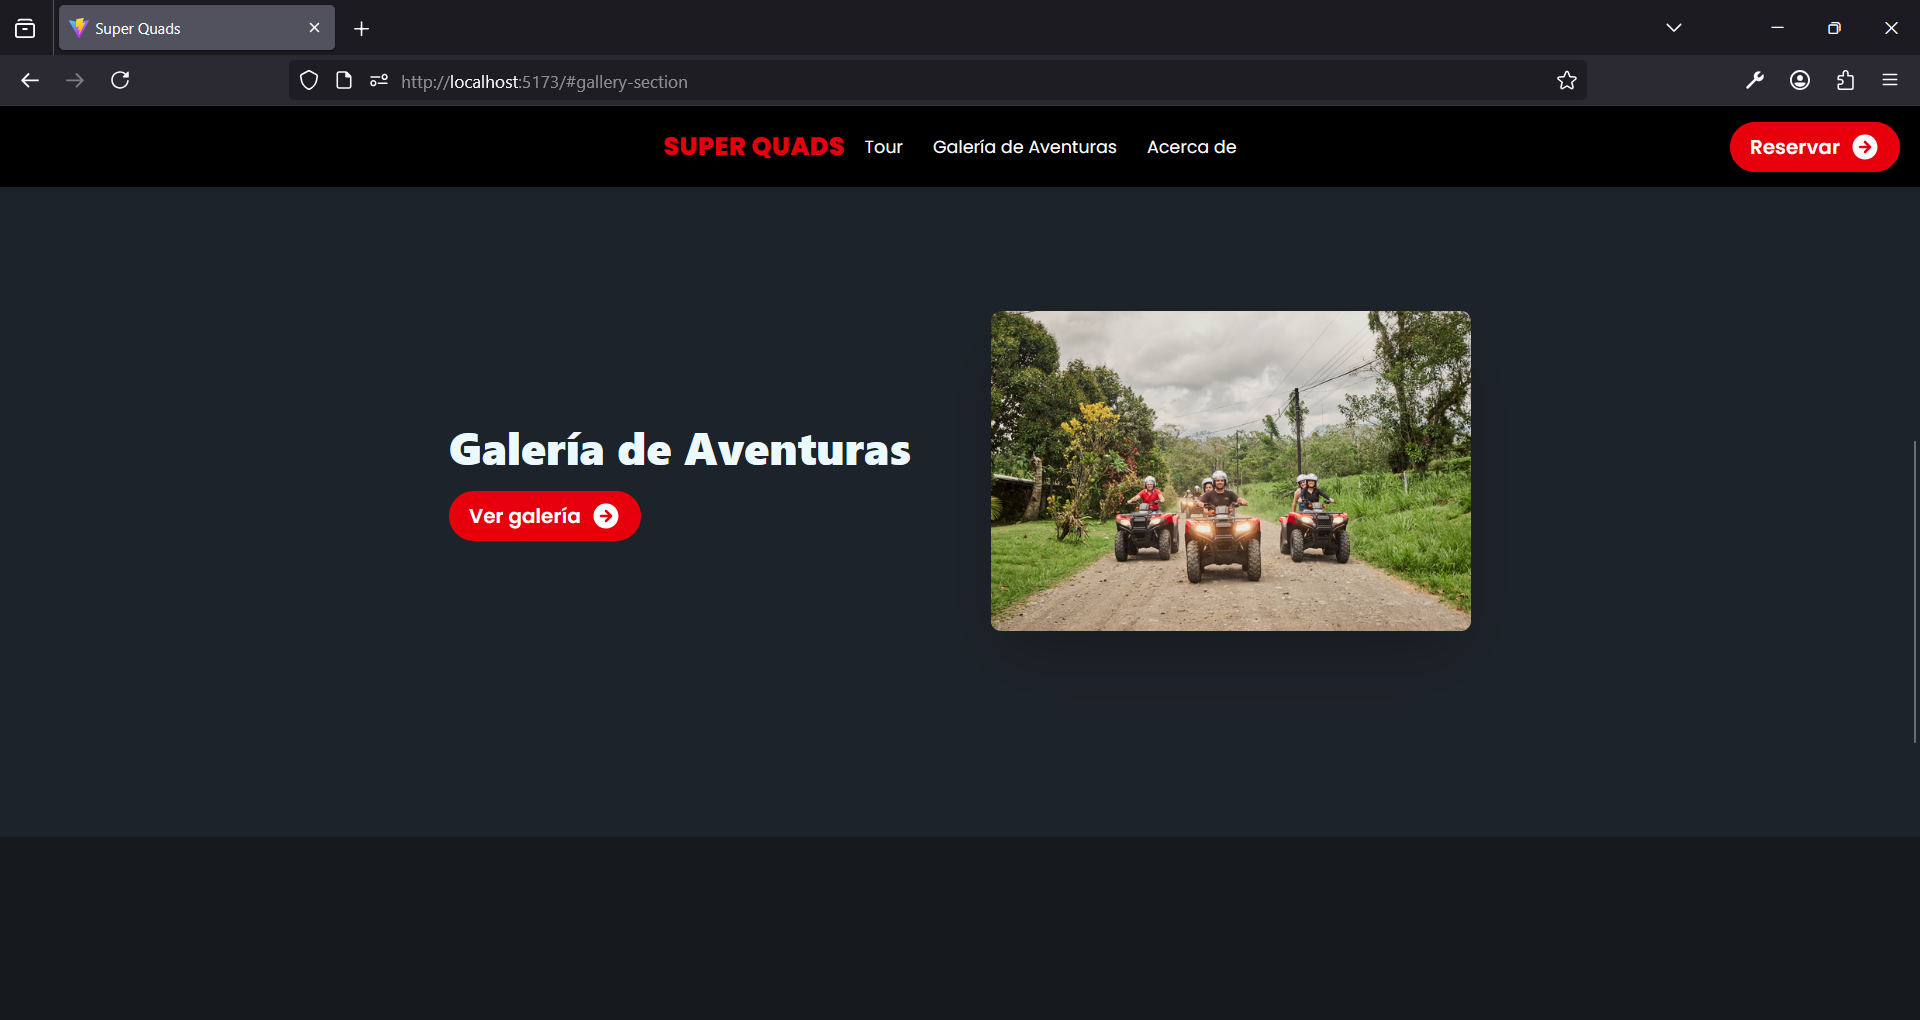 Super Quads
http://localhost:5173/#gallery-section
SUPER QUADS Tour Galería de Aventuras Acerca de Reservar
Galería de Aventuras
Ver galería